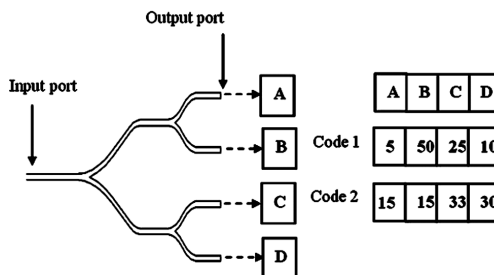 Output port
Input port
A
B
C
D
A B C D
Code 1 5 50 25 10
Code 2 15 15 33 30